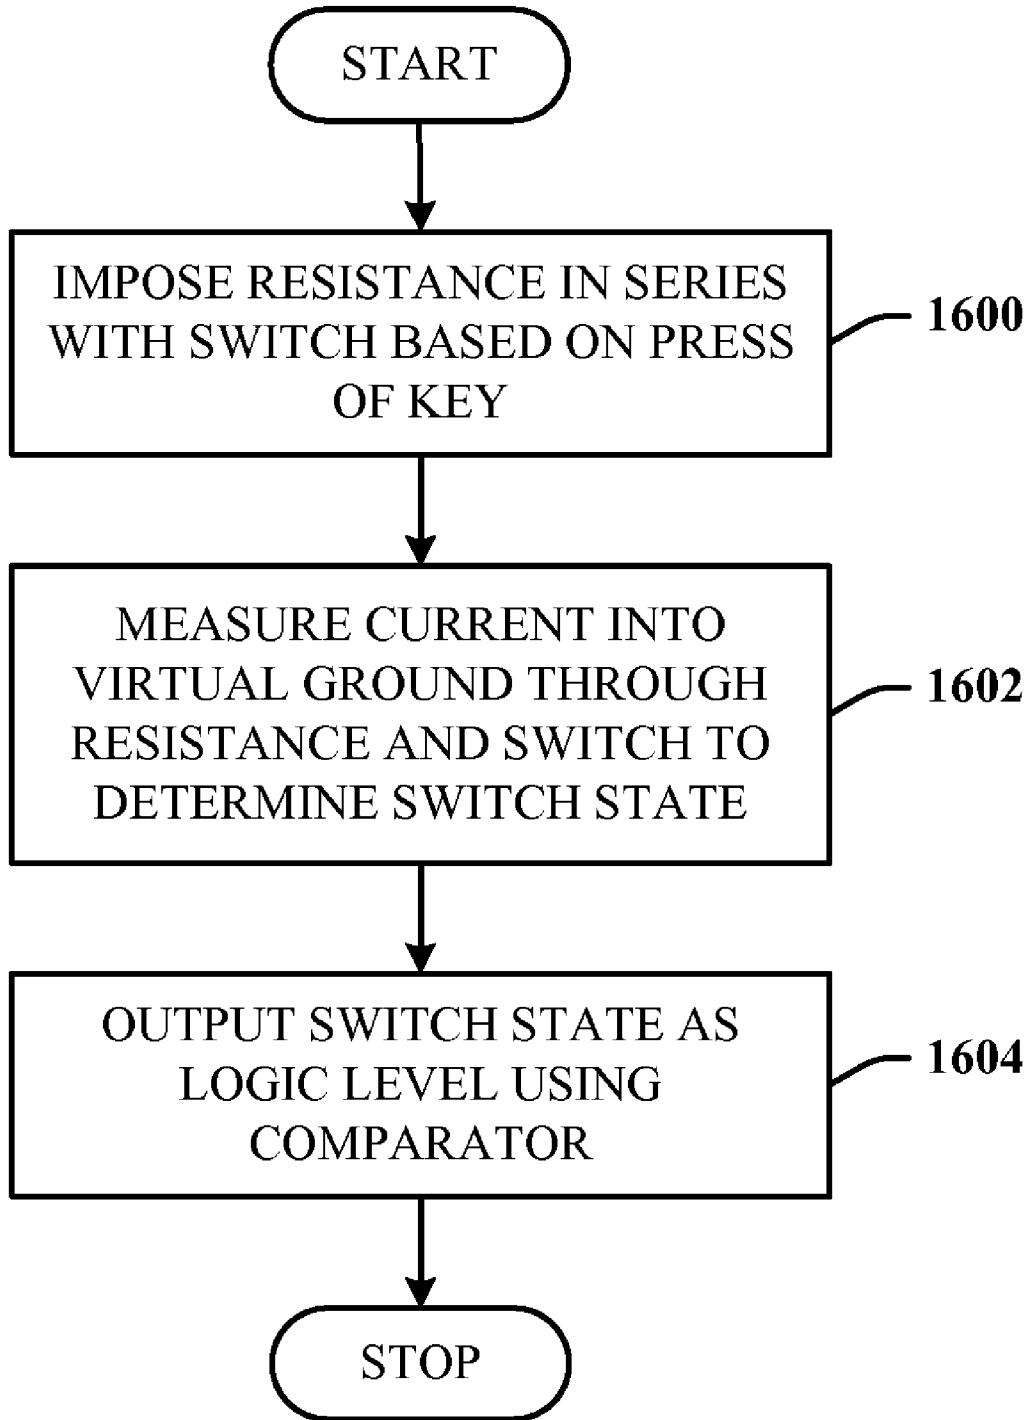 START
IMPOSE RESISTANCE IN SERIES
WITH SWITCH BASED ON PRESS
OF KEY
1600
MEASURE CURRENT INTO
VIRTUAL GROUND THROUGH
RESISTANCE AND SWITCH TO
DETERMINE SWITCH STATE
1602
OUTPUT SWITCH STATE AS
LOGIC LEVEL USING
COMPARATOR
1604
STOP